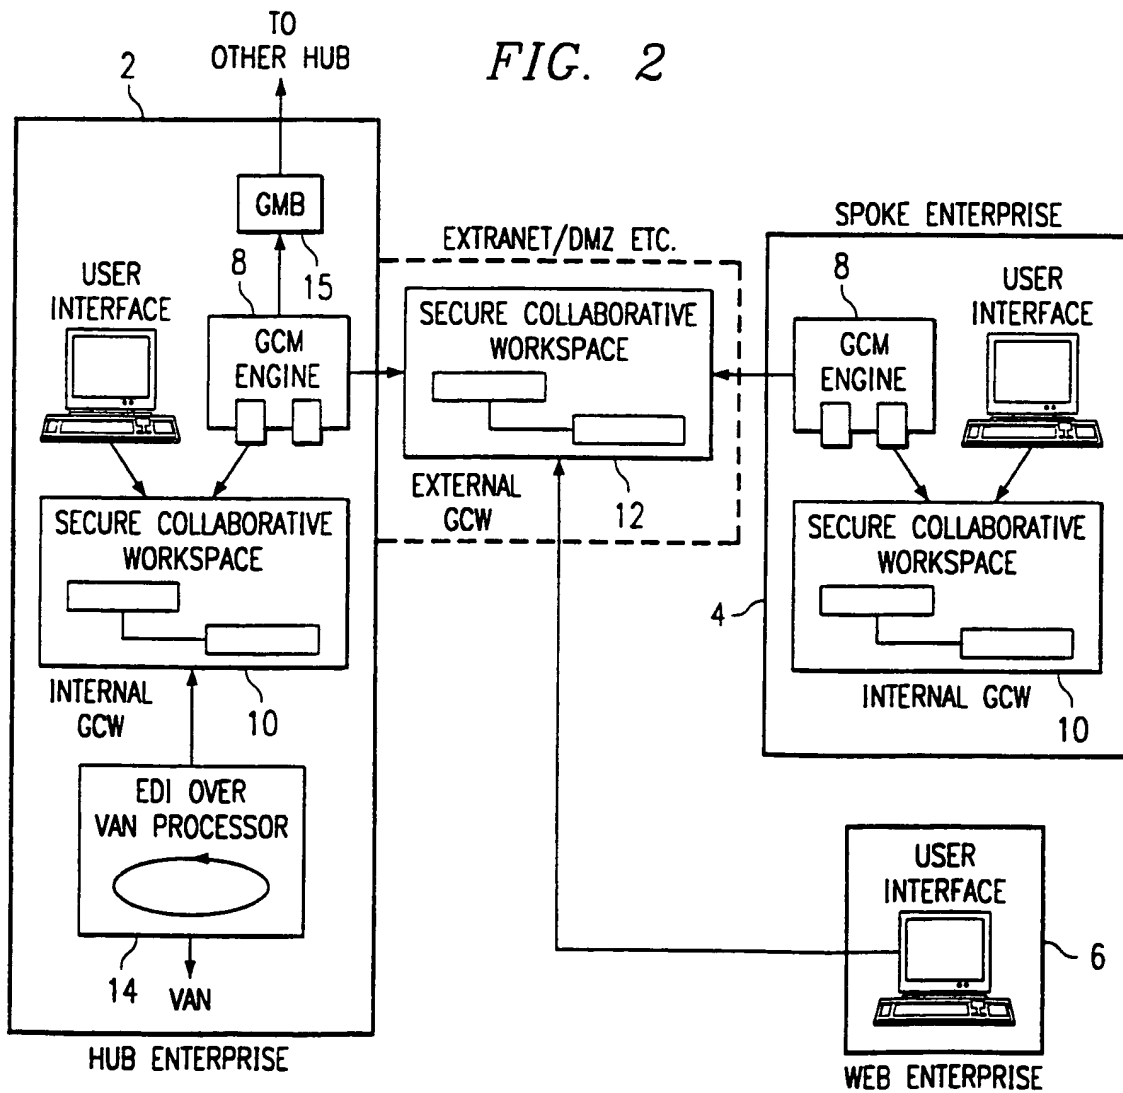 TO
OTHER HUB
FIG. 2
2
GMB
15
8
USER
INTERFACE
GCM
ENGINE
EXTRANET/DMZ ETC.
SECURE COLLABORATIVE
WORKSPACE
EXTERNAL
GCW
12
SPOKE ENTERPRISE
8
GCM
ENGINE
USER
INTERFACE
SECURE COLLABORATIVE
WORKSPACE
INTERNAL
GCW
10
SECURE COLLABORATIVE
WORKSPACE
4
INTERNAL GCW
10
EDI OVER
VAN PROCESSOR
14
VAN
HUB ENTERPRISE
USER
INTERFACE
6
WEB ENTERPRISE